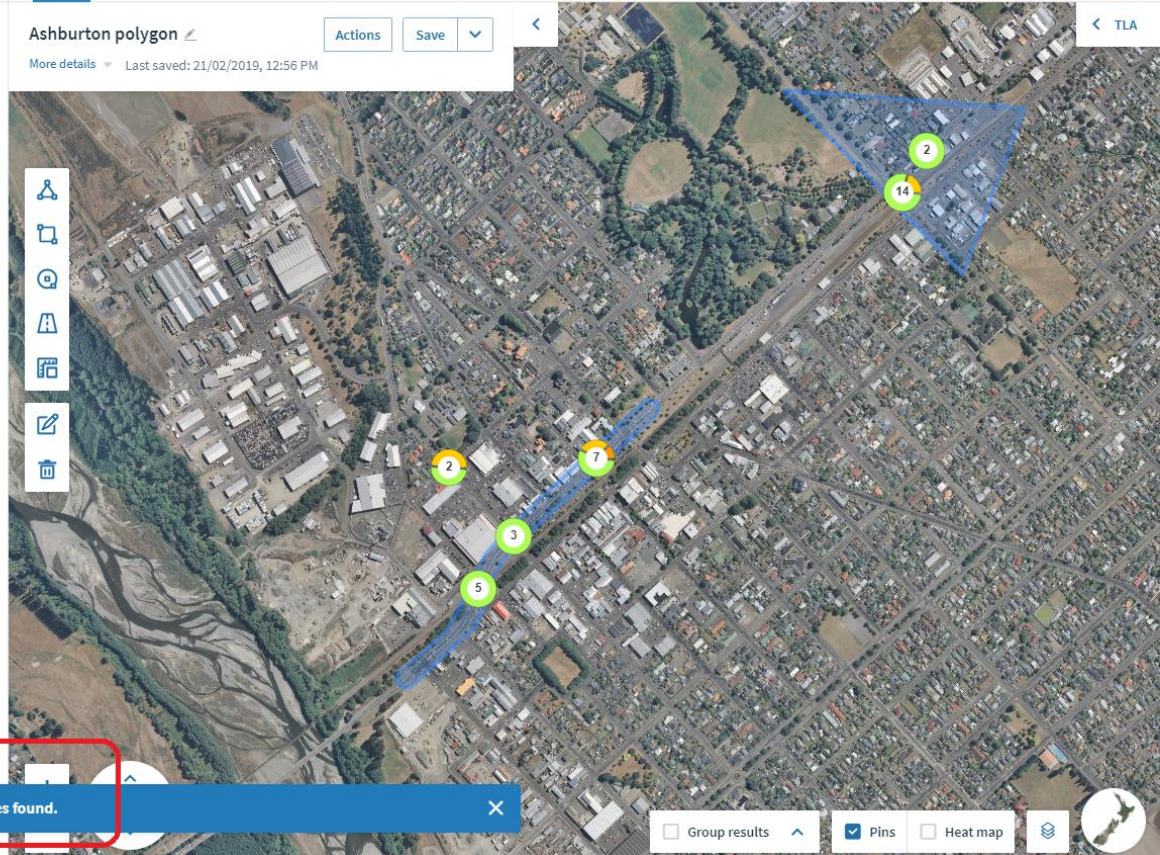 Ashburton polygon
Actions
Save
TLA
More details
Last saved: 21/02/2019, 12:56 PM
2
14
2
7
3
5
found.
Group results
Pins
Heat map